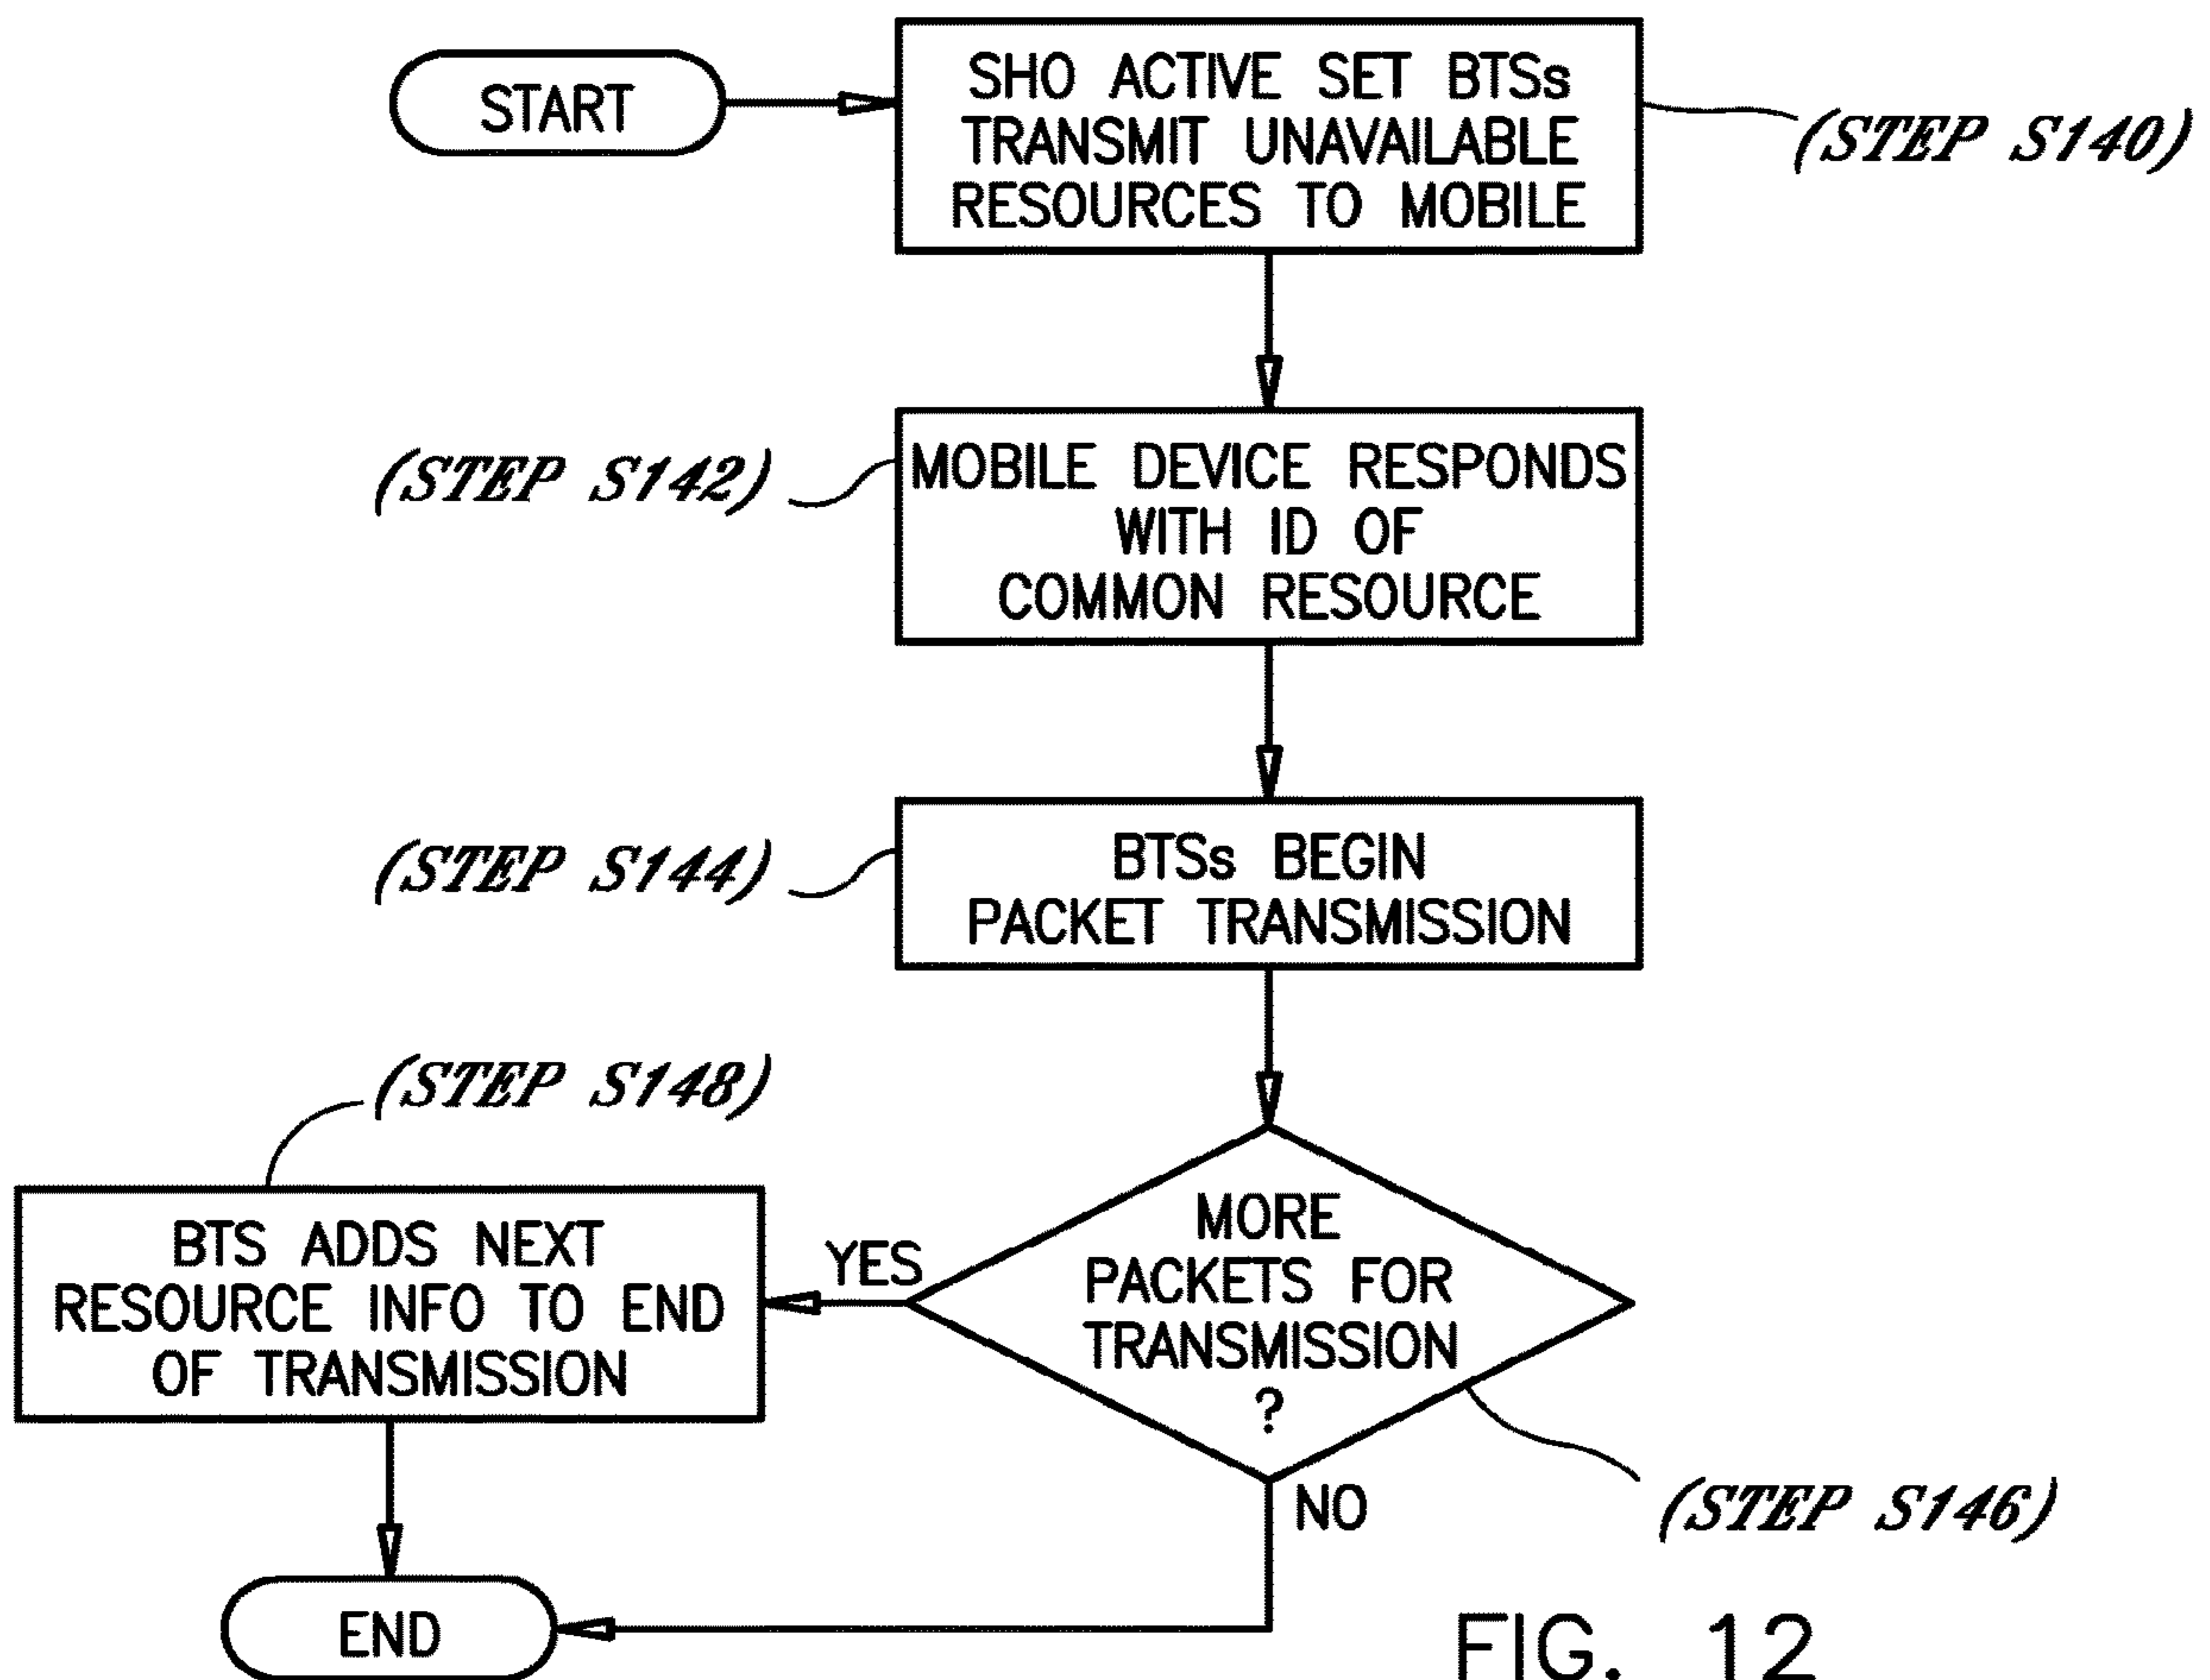 START
SHO ACTIVE SET BTSs
TRANSMIT UNAVAILABLE
RESOURCES TO MOBILE
(STEP S140)
(STEP S142)
MOBILE DEVICE RESPONDS
WITH ID OF
COMMON RESOURCE
(STEP S144)
BTSs BEGIN
PACKET TRANSMISSION
(STEP S148)
BTS ADDS NEXT
RESOURCE INFO TO END
OF TRANSMISSION
YES
MORE
PACKETS FOR
TRANSMISSION
?
NO
(STEP S146)
END
FIG. 12